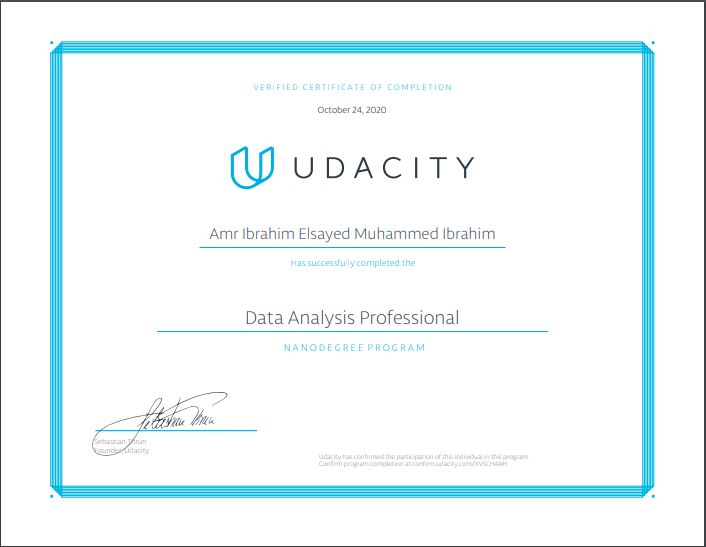 VERIFIED CERTIFICATE OF COMPLETION
October 24, 2020
UDACITY
Amr Ibrahim Elsayed Muhammed Ibrahim
Has successfully completed the
Data Analysis Professional
NANODEGREE PROGRAM
Sebastian Thrun
Sebastian Thrun
Founder, Udacity
Udacity has confirmed the participation of this individual in this program.
Confirm program completion at confirm.udacity.com/XVSCHAAH